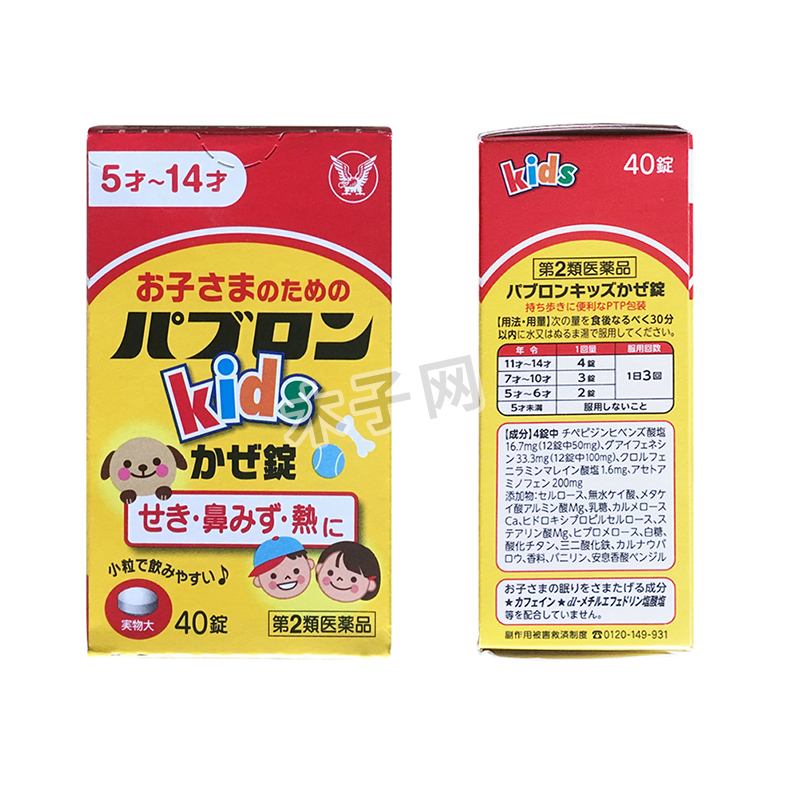 5才〜14才
お子さまのための
パブロン
kids
かぜ錠
せき・鼻みず・熱に
小粒で飲みやすい♪
実物大
40錠
第2類医薬品
木子网
kids
40錠
第2類医薬品
パブロンキッズかぜ錠
持ち歩きに便利なPTP包装
【用法・用量】次の量を食後なるべく30分
以内に水又はぬるま湯で服用してください。
年令 1回量 服用回数
11才〜14才 4錠 1日3回
7才〜10才 3錠
5才〜6才 2錠
5才未満 服用しないこと
【成分】4錠中 チペピジンヒベンズ酸塩
16.7mg(12錠中50mg)、グアイフェネシ
ン33.3mg(12錠中100mg)、クロルフェ
ニラミンマレイン酸塩1.6mg、アセトア
ミノフェン200mg
添加物:セルロース、無水ケイ酸、メタケ
イ酸アルミン酸Mg、乳糖、カルメロース
Ca、ヒドロキシプロピルセルロース、ス
テアリン酸Mg、ヒプロメロース、白糖、
酸化チタン、三二酸化鉄、カルナウバ
ロウ、香料、バニリン、安息香酸ベンジル
お子さまの眠りをさまたげる成分
★カフェイン★dl-メチルエフェドリン塩酸塩
等を配合していません。
副作用被害救済制度 ☎0120-149-931